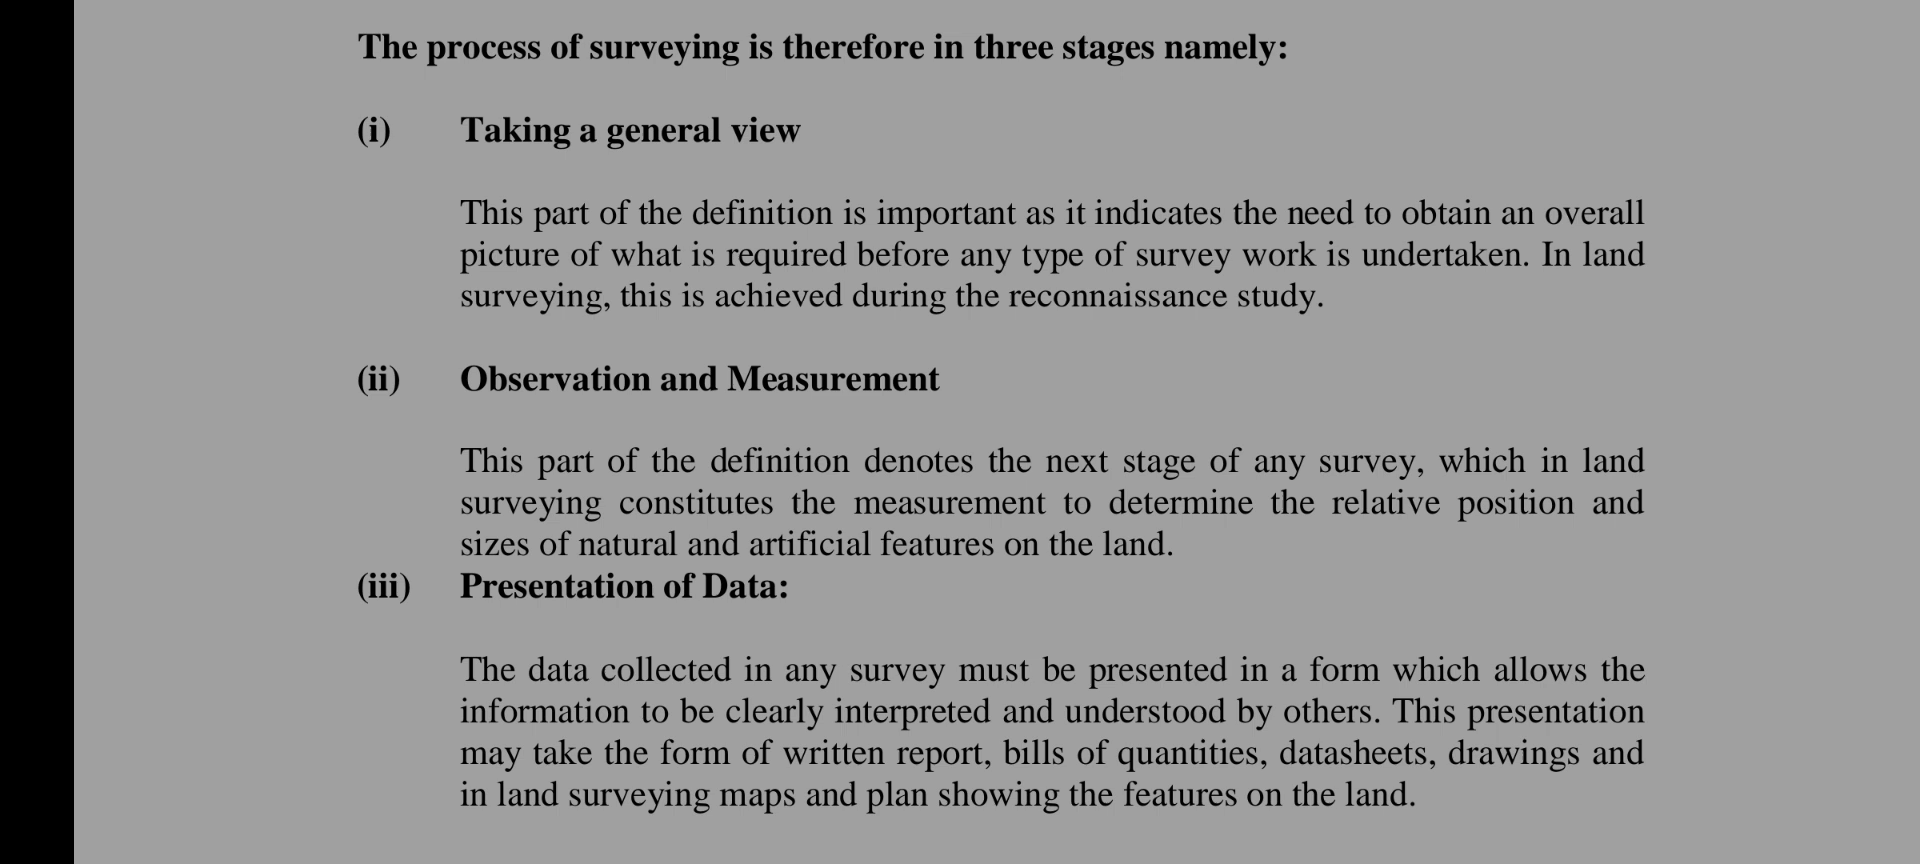 The process of surveying is therefore in three stages namely:
(i) Taking a general view
This part of the definition is important as it indicates the need to obtain an overall
picture of what is required before any type of survey work is undertaken. In land
surveying, this is achieved during the reconnaissance study.
(ii) Observation and Measurement
This part of the definition denotes the next stage of any survey, which in land
surveying constitutes the measurement to determine the relative position and
sizes of natural and artificial features on the land.
(iii) Presentation of Data:
The data collected in any survey must be presented in a form which allows the
information to be clearly interpreted and understood by others. This presentation
may take the form of written report, bills of quantities, datasheets, drawings and
in land surveying maps and plan showing the features on the land.